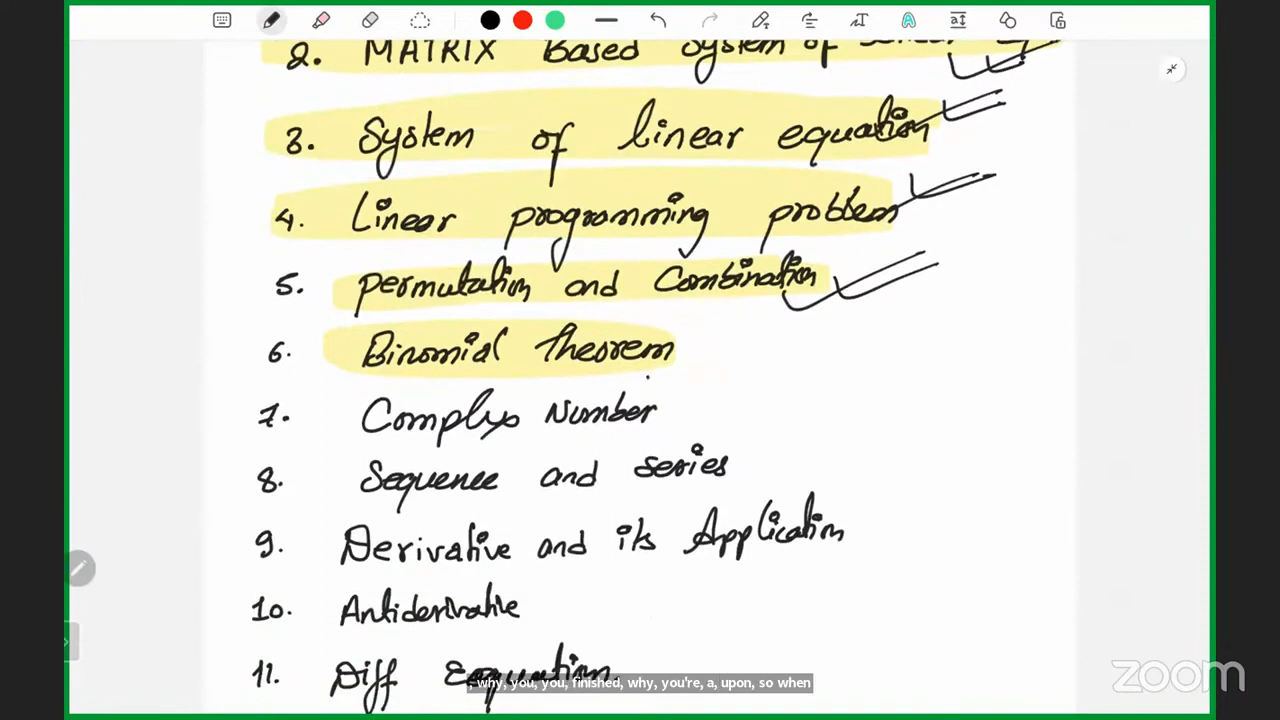 2. MATRIX Based System of linear
3. System of linear equation
4. Linear programming problem
5. Permutation and Combination
6. Binomial Theorem
7. Complex Number
8. Sequence and series
9. Derivative and its Application
10. Antiderivative
11. Diff Eequation
, why, you, you, finished, why, you're, a, upon, so when
zoom